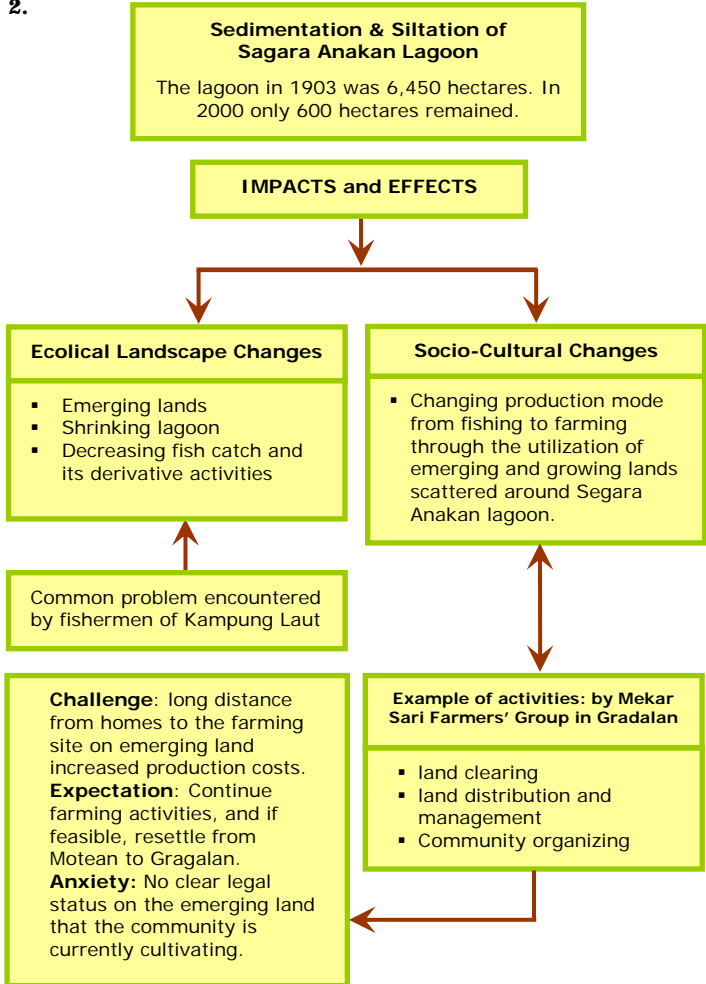 2.
Sedimentation & Siltation of
Sagara Anakan Lagoon
The lagoon in 1903 was 6,450 hectares. In
2000 only 600 hectares remained.
IMPACTS and EFFECTS
Ecolical Landscape Changes
▪ Emerging lands
▪ Shrinking lagoon
▪ Decreasing fish catch and
its derivative activities
Socio-Cultural Changes
▪ Changing production mode
from fishing to farming
through the utilization of
emerging and growing lands
scattered around Segara
Anakan lagoon.
Common problem encountered
by fishermen of Kampung Laut
Example of activities: by Mekar
Sari Farmers’ Group in Gradalan
▪ land clearing
▪ land distribution and
management
▪ Community organizing
Challenge: long distance
from homes to the farming
site on emerging land
increased production costs.
Expectation: Continue
farming activities, and if
feasible, resettle from
Motean to Gragalan.
Anxiety: No clear legal
status on the emerging land
that the community is
currently cultivating.